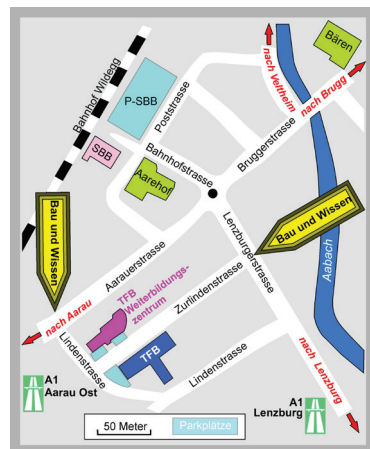 Bären
nach Veltheim
nach Brugg
Bahnhof Wildegg
P-SBB
Poststrasse
SBB
Bahnhofstrasse
Bruggerstrasse
Aarehof
Bau und Wissen
Bau und Wissen
Lenzburgerstrasse
Aabach
Aarauerstrasse
TFB
Weiterbildungs-
zentrum
Zurlindenstrasse
nach Aarau
Lindenstrasse
TFB
Lindenstrasse
nach Lenzburg
A1
Aarau Ost
A1
Lenzburg
50 Meter
Parkplätze